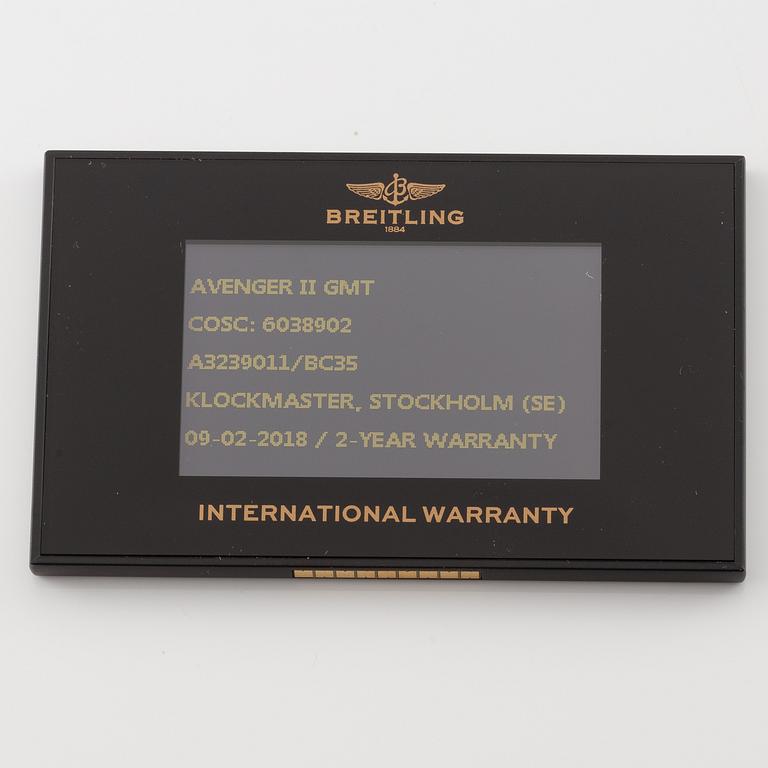 BREITLING
1884
AVENGER II GMT
COSC: 6038902
A3239011/BC35
KLOCKMASTER, STOCKHOLM (SE)
09-02-2018 / 2-YEAR WARRANTY
INTERNATIONAL WARRANTY